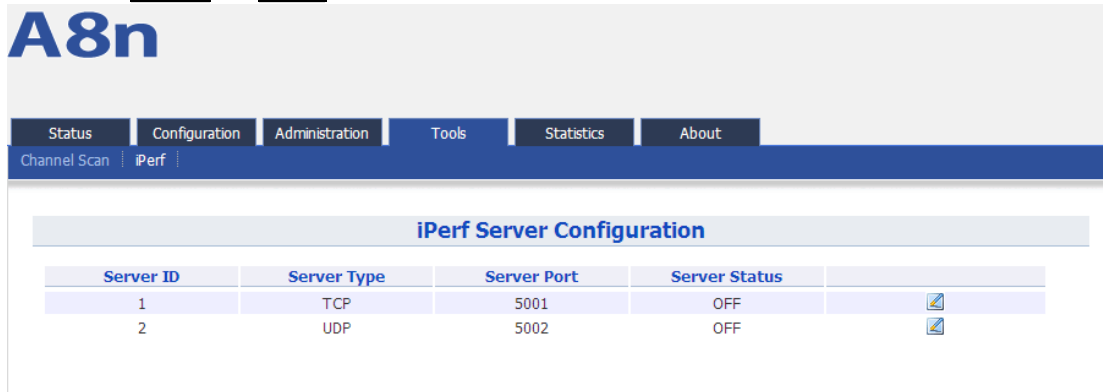 A8n
Status Configuration Administration Tools Statistics About
Channel Scan iPerf
iPerf Server Configuration
Server ID Server Type Server Port Server Status
1 TCP 5001 OFF
2 UDP 5002 OFF